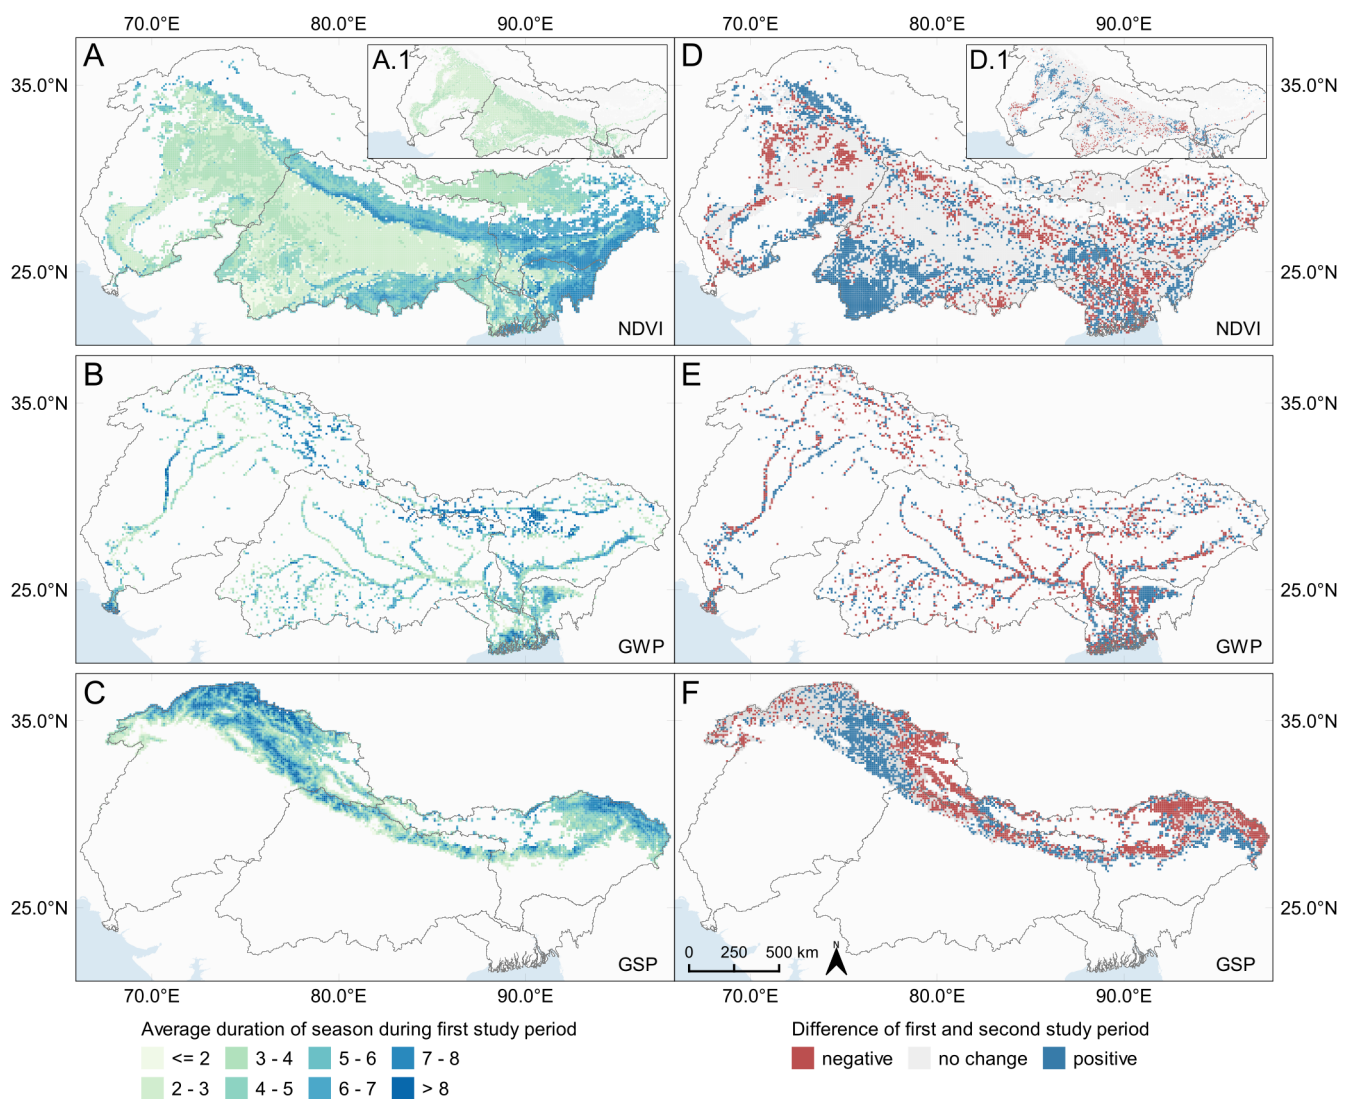 70.0°E 80.0°E 90.0°E 70.0°E 80.0°E 90.0°E
A A.1 D D.1
35.0°N 35.0°N
25.0°N 25.0°N
NDVI NDVI
B E
35.0°N 35.0°N
25.0°N 25.0°N
GWP GWP
C F
35.0°N 35.0°N
25.0°N 25.0°N
0 250 500 km N
GSP GSP
70.0°E 80.0°E 90.0°E 70.0°E 80.0°E 90.0°E
Average duration of season during first study period Difference of first and second study period
<= 2 3 - 4 5 - 6 7 - 8 negative no change positive
2 - 3 4 - 5 6 - 7 > 8